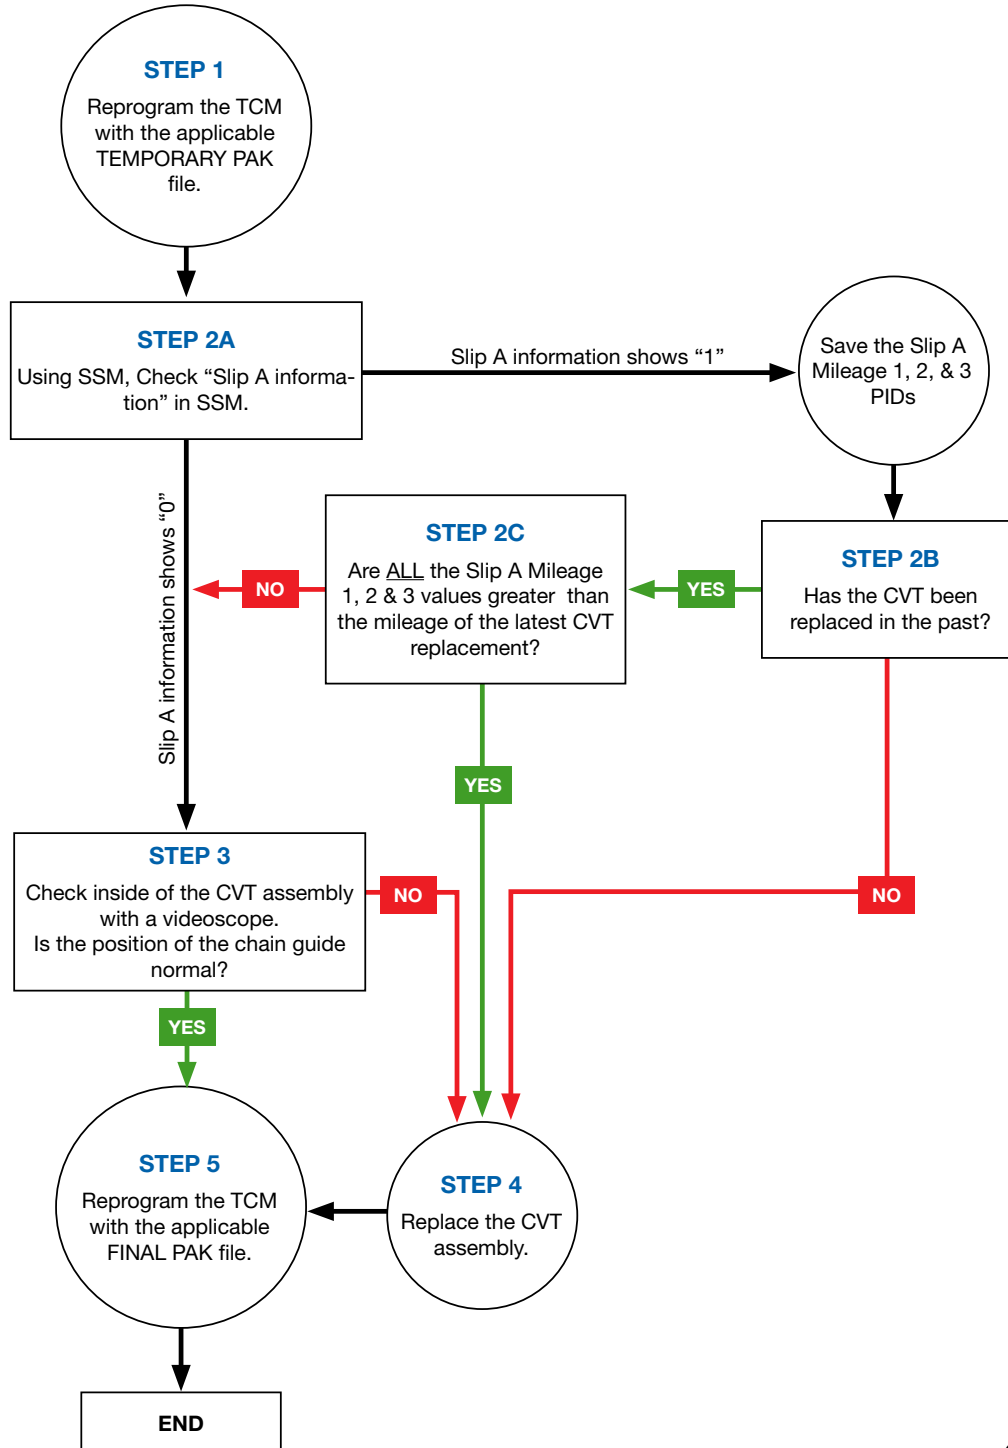 STEP 1
Reprogram the TCM
with the applicable
TEMPORARY PAK
file.
STEP 2A
Using SSM, Check “Slip A informa-
tion” in SSM.
Slip A information shows “1”
Save the Slip A
Mileage 1, 2, & 3
PIDs
Slip A information shows “0”
STEP 2C
Are ALL the Slip A Mileage
1, 2 & 3 values greater than
the mileage of the latest CVT
replacement?
NO
YES
STEP 2B
Has the CVT been
replaced in the past?
YES
NO
STEP 3
Check inside of the CVT assembly
with a videoscope.
Is the position of the chain guide
normal?
NO
YES
STEP 4
Replace the CVT
assembly.
STEP 5
Reprogram the TCM
with the applicable
FINAL PAK file.
END